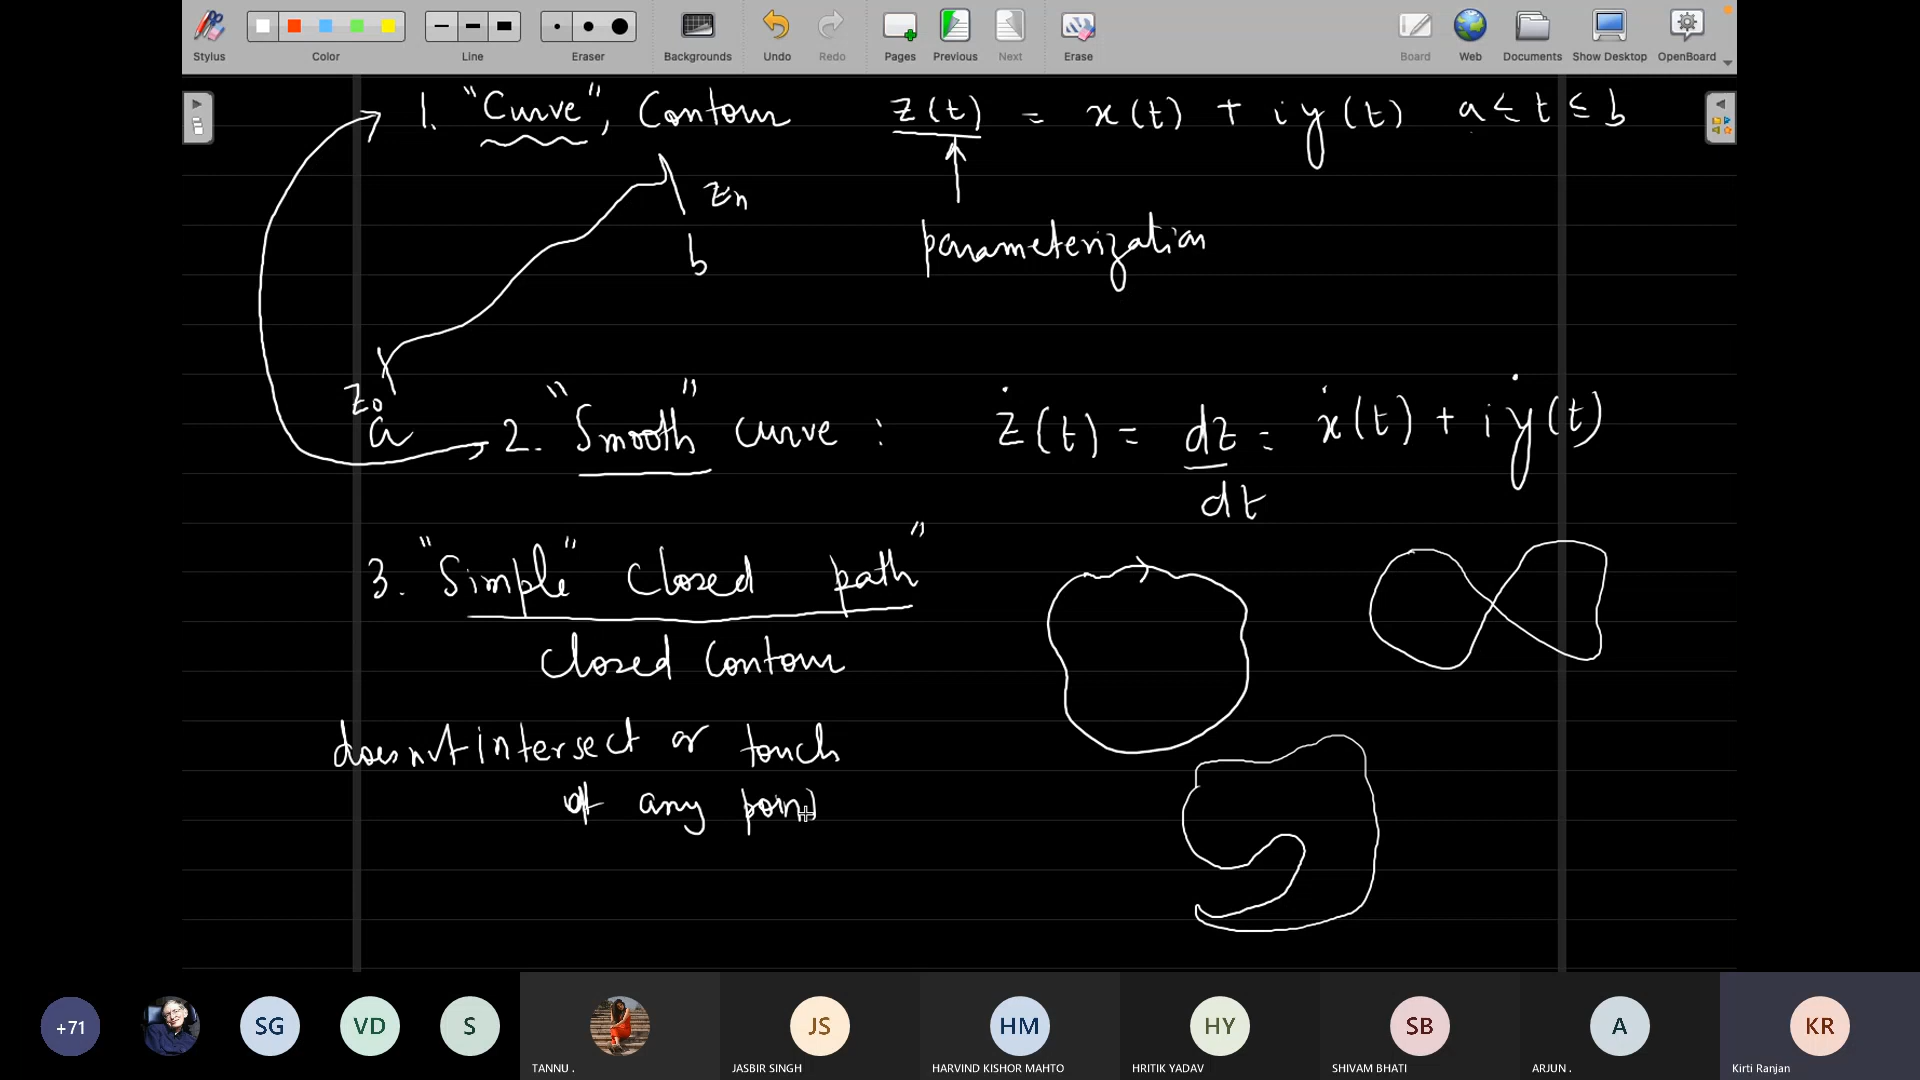 Stylus Color Line Eraser Backgrounds Undo Redo Pages Previous Next Erase Board Web Documents Show Desktop OpenBoard
1. "Curve", Contour z(t) = x(t) + i y(t) a ≤ t ≤ b
zn
b
parameterization
z0
a
2. "Smooth" curve : ż(t) = dz/dt = ẋ(t) + i ẏ(t)
3. "Simple" closed path"
closed contour
does not intersect or touch
at any point
+71 SG VD S JS HM HY SB A KR
TANNU . JASBIR SINGH HARVIND KISHOR MAHTO HRITIK YADAV SHIVAM BHATI ARJUN . Kirti Ranjan